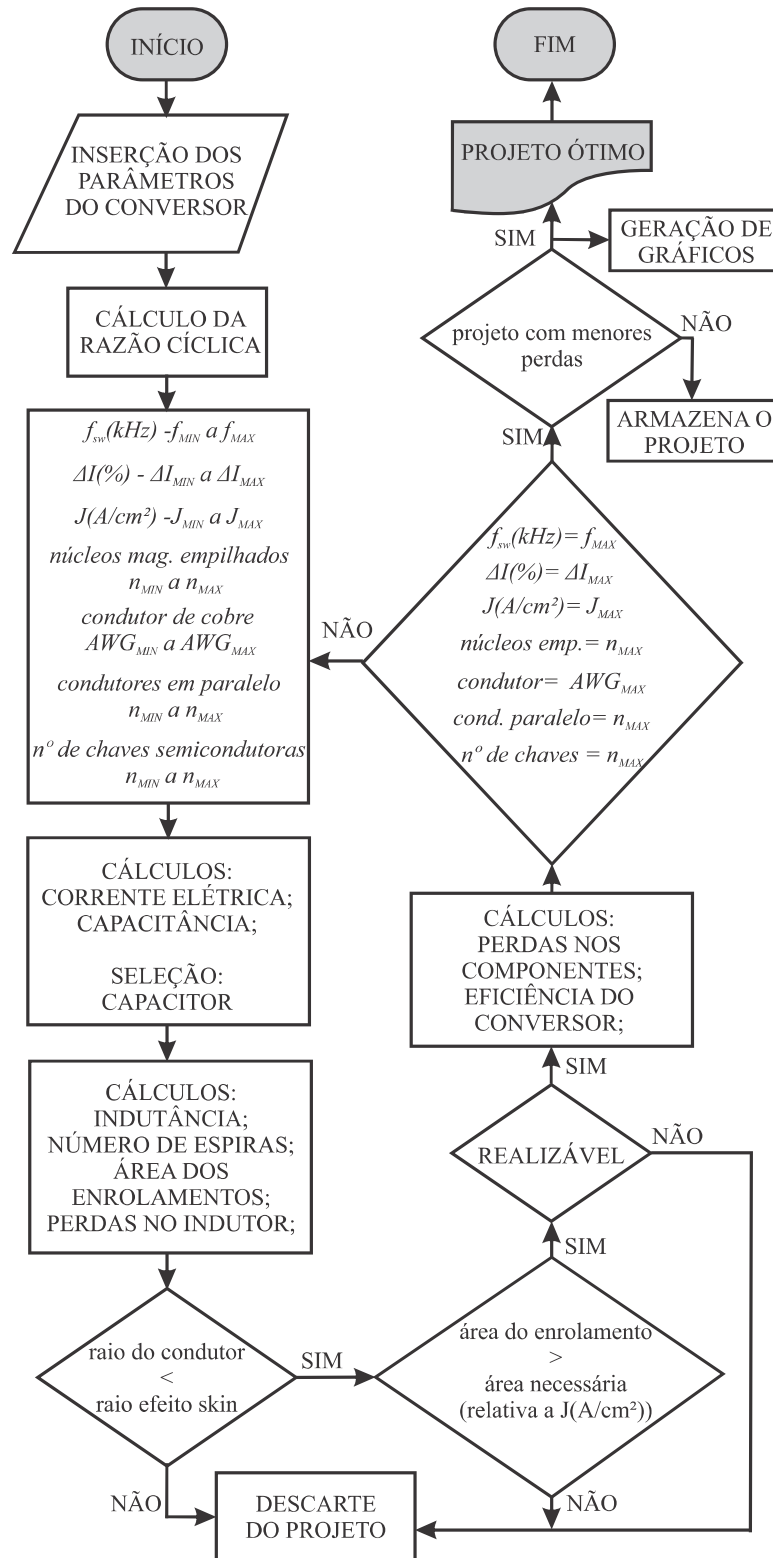 INÍCIO
INSERÇÃO DOS
PARÂMETROS
DO CONVERSOR
CÁLCULO DA
RAZÃO CÍCLICA
f_sw(kHz) -f_MIN a f_MAX
ΔI(%) - ΔI_MIN a ΔI_MAX
J(A/cm²) -J_MIN a J_MAX
núcleos mag. empilhados
n_MIN a n_MAX
condutor de cobre
AWG_MIN a AWG_MAX
condutores em paralelo
n_MIN a n_MAX
nº de chaves semicondutoras
n_MIN a n_MAX
CÁLCULOS:
CORRENTE ELÉTRICA;
CAPACITÂNCIA;
SELEÇÃO:
CAPACITOR
CÁLCULOS:
INDUTÂNCIA;
NÚMERO DE ESPIRAS;
ÁREA DOS
ENROLAMENTOS;
PERDAS NO INDUTOR;
raio do condutor
<
raio efeito skin
SIM
NÃO
DESCARTE
DO PROJETO
área do enrolamento
>
área necessária
(relativa a J(A/cm²))
NÃO
SIM
REALIZÁVEL
NÃO
SIM
CÁLCULOS:
PERDAS NOS
COMPONENTES;
EFICIÊNCIA DO
CONVERSOR;
f_sw(kHz)= f_MAX
ΔI(%)= ΔI_MAX
J(A/cm²)= J_MAX
núcleos emp.= n_MAX
condutor= AWG_MAX
cond. paralelo= n_MAX
nº de chaves = n_MAX
NÃO
SIM
projeto com menores
perdas
NÃO
ARMAZENA O
PROJETO
SIM
GERAÇÃO DE
GRÁFICOS
PROJETO ÓTIMO
FIM